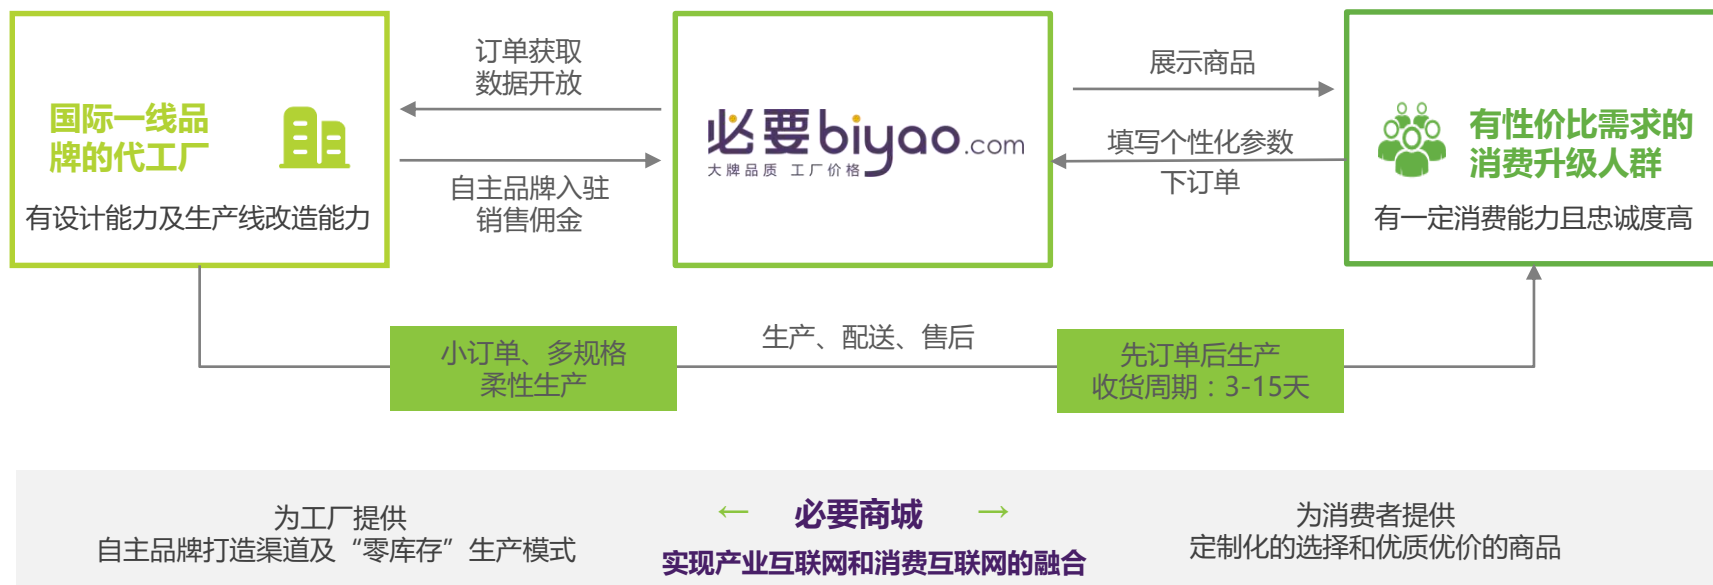 国际一线品
牌的代工厂
有设计能力及生产线改造能力
订单获取
数据开放
自主品牌入驻
销售佣金
必要biyao.com
大牌品质 工厂价格
展示商品
填写个性化参数
下订单
有性价比需求的
消费升级人群
有一定消费能力且忠诚度高
小订单、多规格
柔性生产
生产、配送、售后
先订单后生产
收货周期：3-15天
为工厂提供
自主品牌打造渠道及“零库存”生产模式
← 必要商城 →
实现产业互联网和消费互联网的融合
为消费者提供
定制化的选择和优质优价的商品